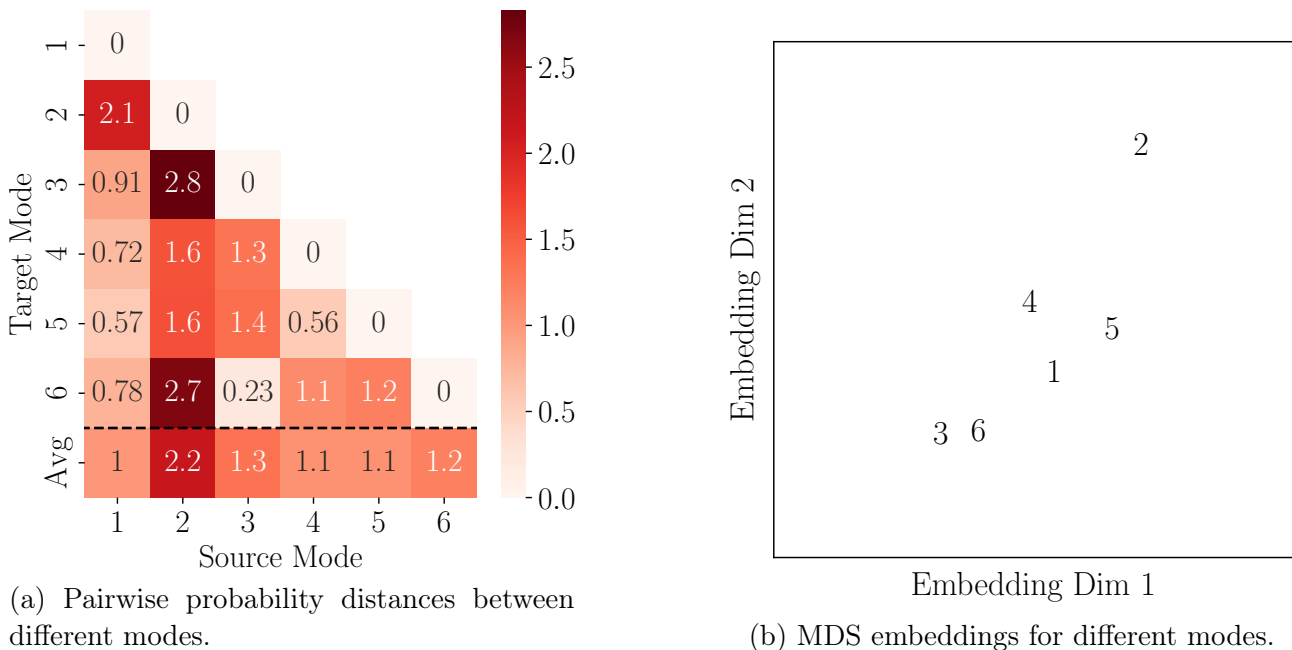 1 0
2 2.1 0
3 0.91 2.8 0
4 0.72 1.6 1.3 0
5 0.57 1.6 1.4 0.56 0
6 0.78 2.7 0.23 1.1 1.2 0
Avg 1 2.2 1.3 1.1 1.1 1.2
1 2 3 4 5 6
Source Mode
Target Mode
2.5
2.0
1.5
1.0
0.5
0.0
(a) Pairwise probability distances between
different modes.
2
4
5
1
3 6
Embedding Dim 2
Embedding Dim 1
(b) MDS embeddings for different modes.